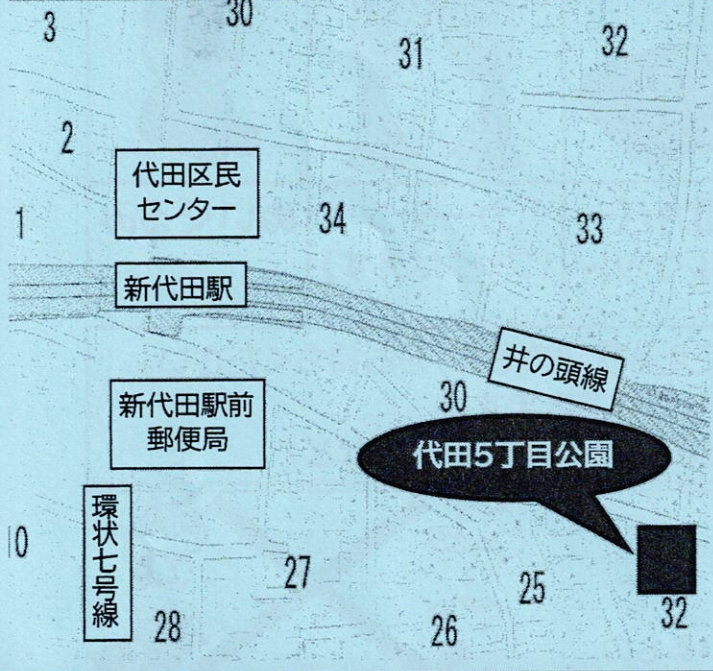 3
30
31
32
2
代田区民
センター
1
34
33
新代田駅
井の頭線
30
新代田駅前
郵便局
代田5丁目公園
環状七号線
10
27
25
28
26
32